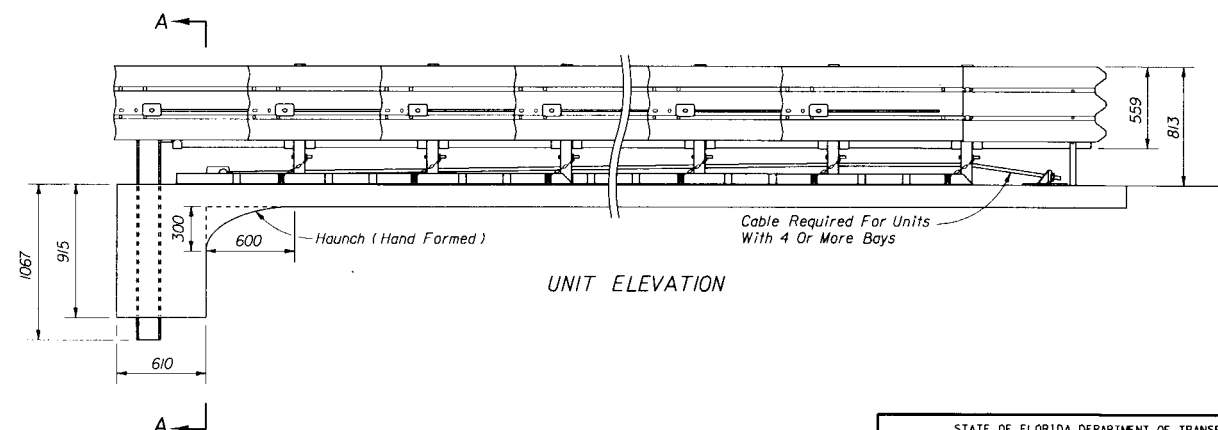 A
559
813
300
600
Haunch ( Hand Formed )
Cable Required For Units
With 4 Or More Bays
1067
915
UNIT ELEVATION
610
A
STATE OF FLORIDA DEPARTMENT OF